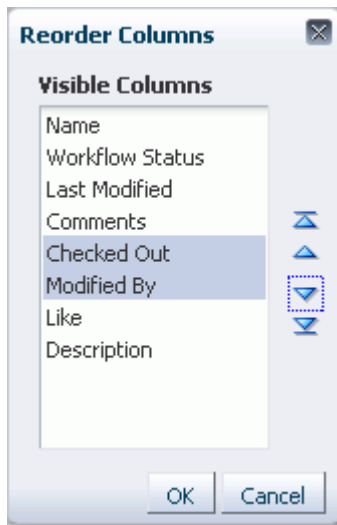 Reorder Columns
Visible Columns
Name
Workflow Status
Last Modified
Comments
Checked Out
Modified By
Like
Description
OK
Cancel